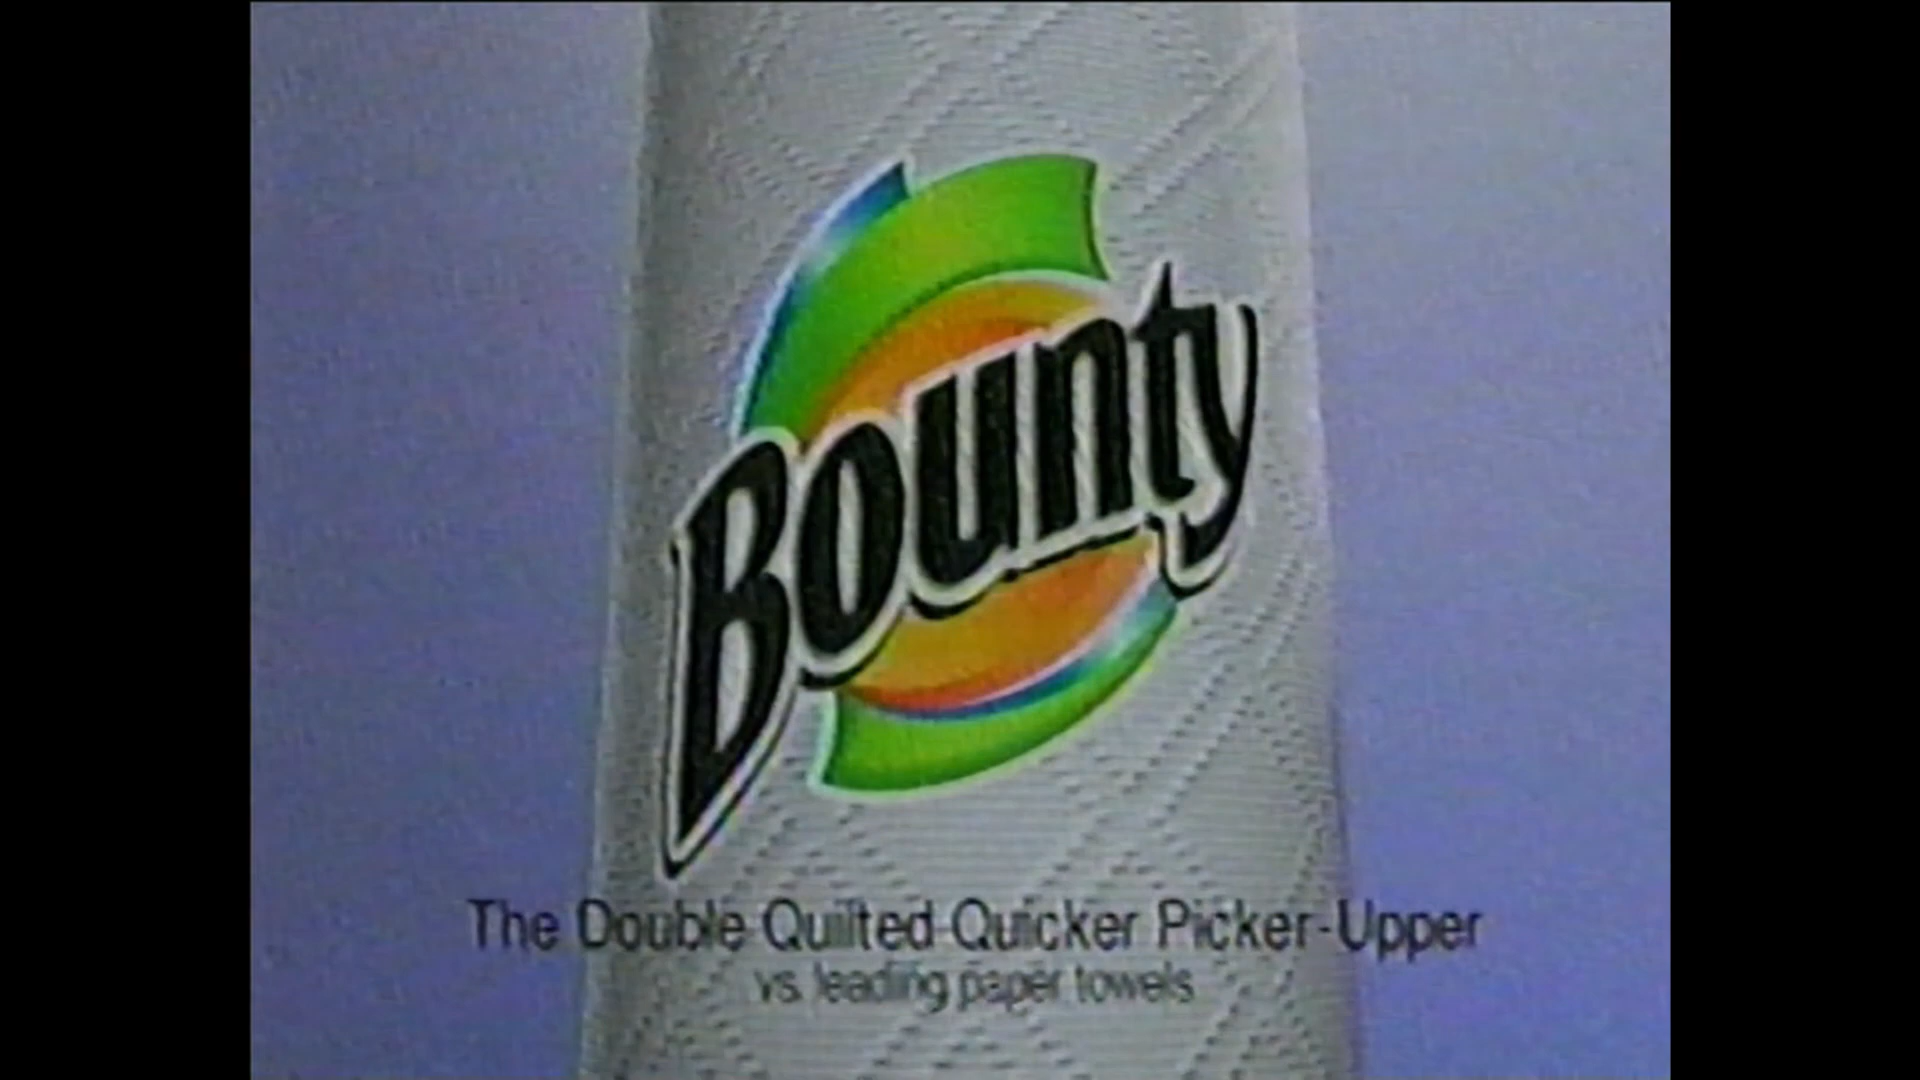 Bounty
The Double Quilted Quicker Picker-Upper
vs. leading paper towels